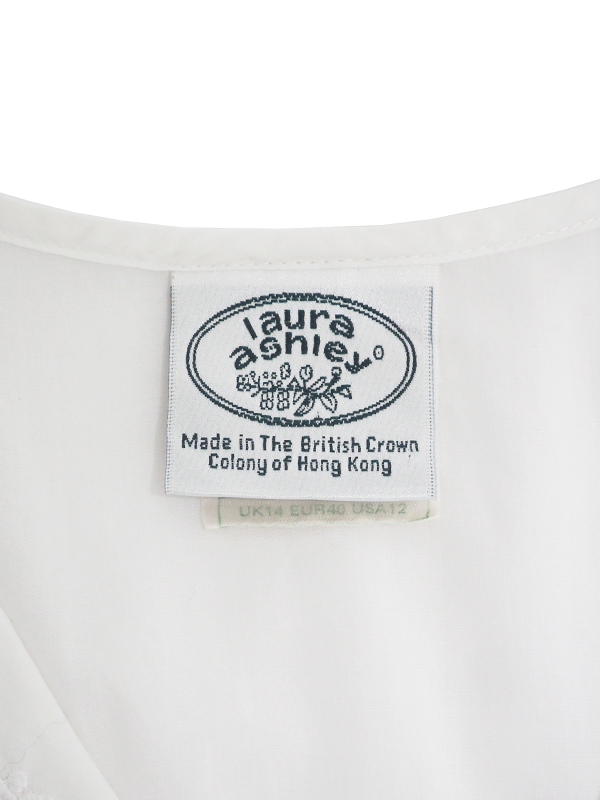 laura
ashley
Made in The British Crown
Colony of Hong Kong
UK14 EUR40 USA12